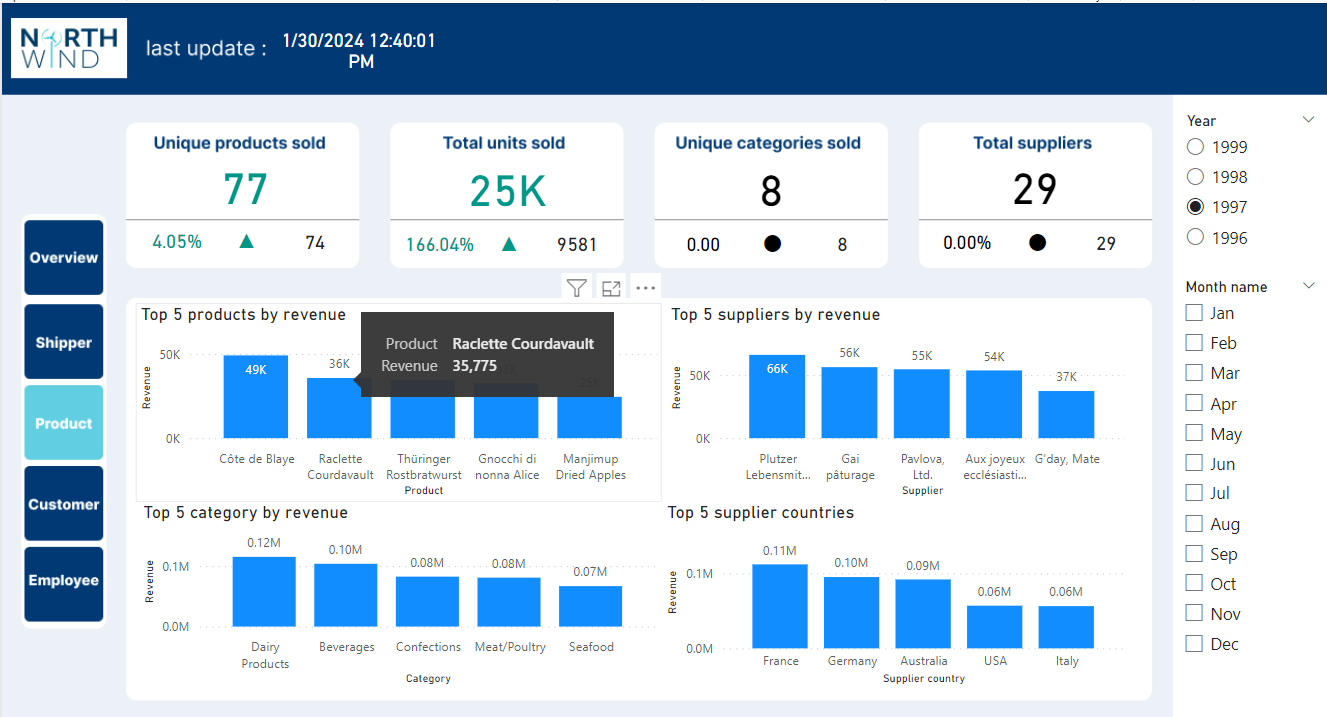 NORTH
WIND
last update :
1/30/2024 12:40:01
PM
Unique products sold
77
4.05%
74
Total units sold
25K
166.04%
9581
Unique categories sold
8
0.00
8
Total suppliers
29
0.00%
29
Overview
Shipper
Product
Customer
Employee
Top 5 products by revenue
Product Raclette Courdavault
Revenue 35,775
50K
0K
Revenue
49K
36K
Côte de Blaye
Raclette
Courdavault
Thüringer
Rostbratwurst
Gnocchi di
nonna Alice
Manjimup
Dried Apples
Product
Top 5 suppliers by revenue
50K
0K
Revenue
66K
56K
55K
54K
37K
Plutzer
Lebensmit...
Gai
pâturage
Pavlova,
Ltd.
Aux joyeux
ecclésiasti...
G'day, Mate
Supplier
Top 5 category by revenue
0.1M
0.0M
Revenue
0.12M
0.10M
0.08M
0.08M
0.07M
Dairy
Products
Beverages
Confections
Meat/Poultry
Seafood
Category
Top 5 supplier countries
0.1M
0.0M
Revenue
0.11M
0.10M
0.09M
0.06M
0.06M
France
Germany
Australia
USA
Italy
Supplier country
Year
1999
1998
1997
1996
Month name
Jan
Feb
Mar
Apr
May
Jun
Jul
Aug
Sep
Oct
Nov
Dec